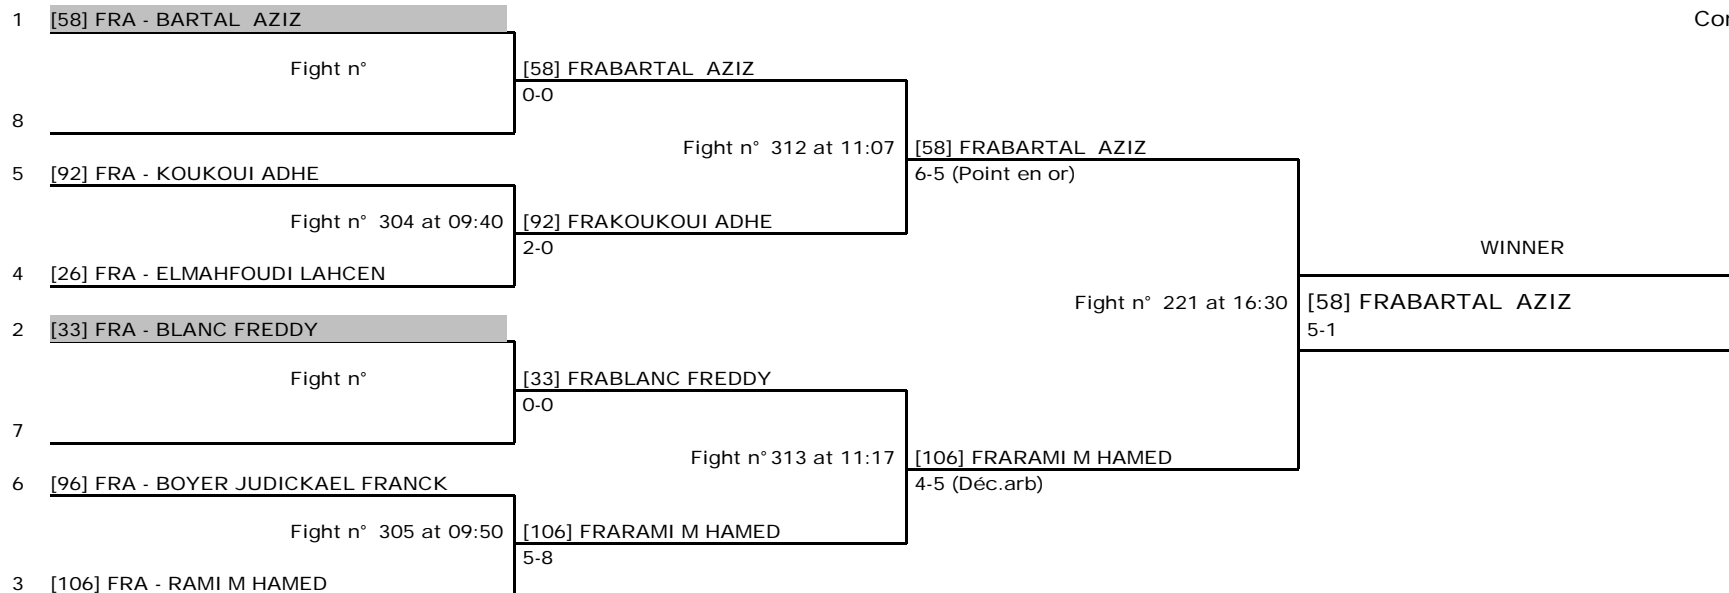 1 [58] FRA - BARTAL  AZIZ
Cor
Fight n°
[58] FRABARTAL  AZIZ
0-0
8
Fight n°  312 at 11:07
[58] FRABARTAL  AZIZ
6-5 (Point en or)
5 [92] FRA - KOUKOUI ADHE
Fight n°  304 at 09:40
[92] FRAKOUKOUI ADHE
2-0
WINNER
4 [26] FRA - ELMAHFOUDI LAHCEN
Fight n°  221 at 16:30
[58] FRABARTAL  AZIZ
5-1
2 [33] FRA - BLANC FREDDY
Fight n°
[33] FRABLANC FREDDY
0-0
7
Fight n° 313 at 11:17
[106] FRARAMI M HAMED
4-5 (Déc.arb)
6 [96] FRA - BOYER JUDICKAEL FRANCK
Fight n°  305 at 09:50
[106] FRARAMI M HAMED
5-8
3 [106] FRA - RAMI M HAMED